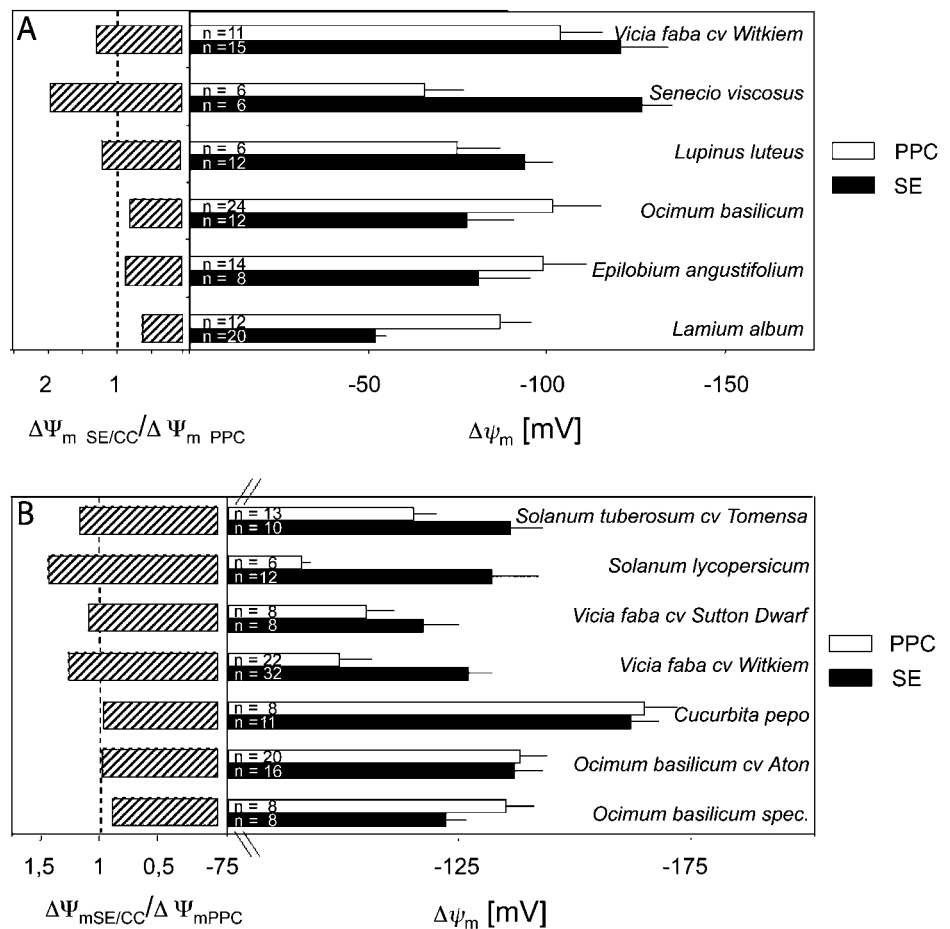 A
n =11
n =15
Vicia faba cv Witkiem
n = 6
n = 6
Senecio viscosus
n = 6
n =12
Lupinus luteus
n =24
n =12
Ocimum basilicum
n =14
n = 8
Epilobium angustifolium
n =12
n =20
Lamium album
PPC
SE
2 1 -50 -100 -150
ΔΨm SE/CC/Δ Ψm PPC Δψm [mV]
B
n = 13
n = 10
Solanum tuberosum cv Tomensa
n = 6
n =12
Solanum lycopersicum
n = 8
n = 8
Vicia faba cv Sutton Dwarf
n = 22
n = 32
Vicia faba cv Witkiem
n = 8
n =11
Cucurbita pepo
n = 20
n = 16
Ocimum basilicum cv Aton
n = 8
n = 8
Ocimum basilicum spec.
PPC
SE
1,5 1 0,5 -75 -125 -175
ΔΨmSE/CC/Δ ΨmPPC Δψm [mV]